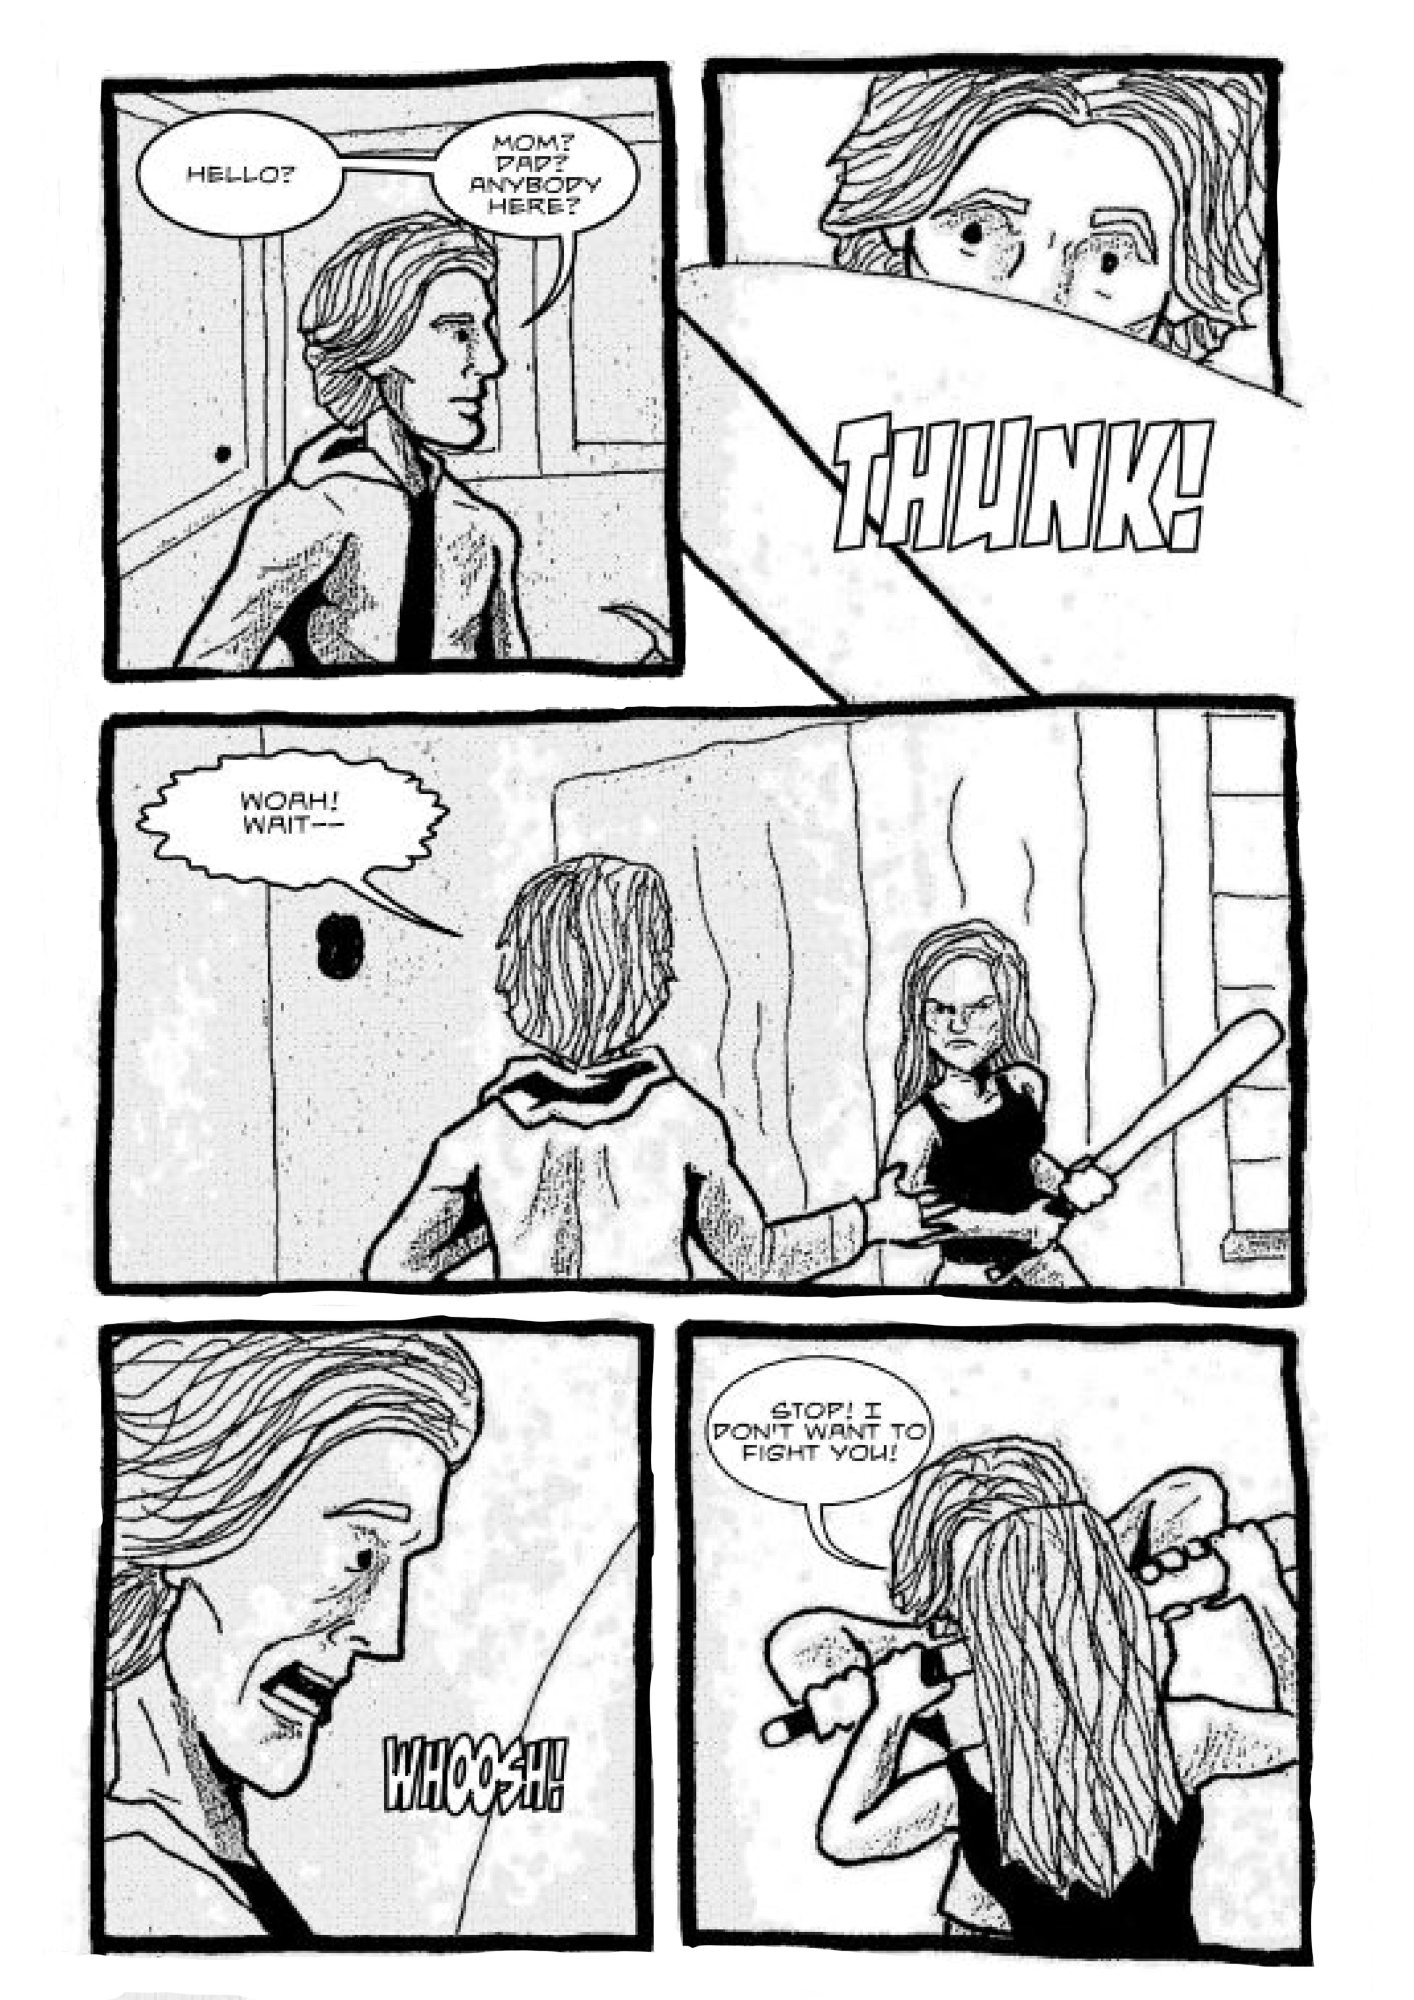 HELLO?
MOM?
DAD?
ANYBODY
HERE?
THUNK!
WOAH!
WAIT--
WHOOSH!
STOP! I
DON'T WANT TO
FIGHT YOU!